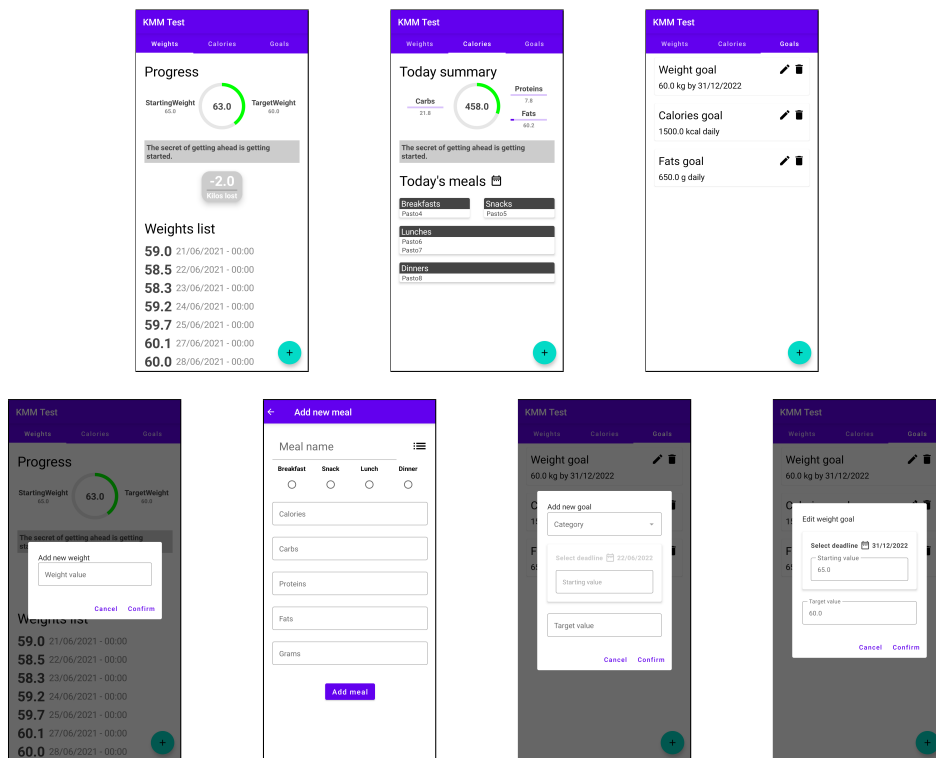 KMM Test
Weights Calories Goals
Progress
StartingWeight
65.0
63.0
TargetWeight
60.0
The secret of getting ahead is getting
started.
-2.0
Kilos lost
Weights list
59.0 21/06/2021 - 00:00
58.5 22/06/2021 - 00:00
58.3 23/06/2021 - 00:00
59.2 24/06/2021 - 00:00
59.7 25/06/2021 - 00:00
60.1 27/06/2021 - 00:00
60.0 28/06/2021 - 00:00
+
KMM Test
Weights Calories Goals
Today summary
Carbs
21.8
458.0
Proteins
7.8
Fats
60.2
The secret of getting ahead is getting
started.
Today's meals
Breakfasts
Pasto4
Snacks
Pasto5
Lunches
Pasto6
Pasto7
Dinners
Pasto8
+
KMM Test
Weights Calories Goals
Weight goal
60.0 kg by 31/12/2022
Calories goal
1500.0 kcal daily
Fats goal
650.0 g daily
+
KMM Test
Weights Calories Goals
Progress
StartingWeight
63.0
TargetWeight
The secret of getting ahead is getting
Add new weight
Weight value
Cancel Confirm
Weights list
59.0 21/06/2021 - 00:00
58.5 22/06/2021 - 00:00
58.3 23/06/2021 - 00:00
59.2 24/06/2021 - 00:00
59.7 25/06/2021 - 00:00
60.1 27/06/2021 - 00:00
60.0 28/06/2021 - 00:00
+
Add new meal
Meal name
Breakfast Snack Lunch Dinner
Calories
Carbs
Proteins
Fats
Grams
Add meal
KMM Test
Weights Calories Goals
Weight goal
60.0 kg by 31/12/2022
Add new goal
Category
Select deadline 23/06/2022
Starting value
Target value
Cancel Confirm
+
KMM Test
Weights Calories Goals
Weight goal
60.0 kg by 31/12/2022
Edit weight goal
Select deadline 31/12/2022
Starting value
65.0
Target value
60.0
Cancel Confirm
+